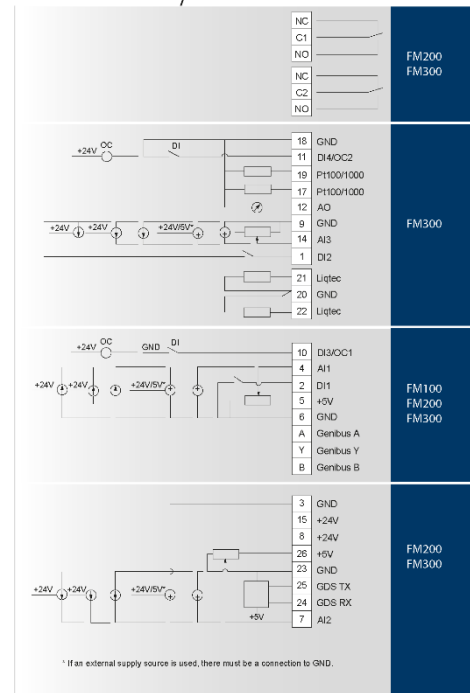 NC
C1
NO
NC
C2
NO
FM200
FM300
+24V OC DI
18 GND
11 DI4/OC2
19 Pt100/1000
17 Pt100/1000
12 AO
9 GND
14 AI3
1 DI2
+24V +24V +24V/5V*
21 Liqtec
20 GND
22 Liqtec
FM300
+24V OC GND DI
10 DI3/OC1
4 AI1
2 DI1
5 +5V
6 GND
A Genibus A
Y Genibus Y
B Genibus B
+24V +24V +24V/5V*
FM100
FM200
FM300
3 GND
15 +24V
8 +24V
26 +5V
23 GND
25 GDS TX
24 GDS RX
7 AI2
+24V +24V +24V/5V*
+5V
FM200
FM300
* If an external supply source is used, there must be a connection to GND.